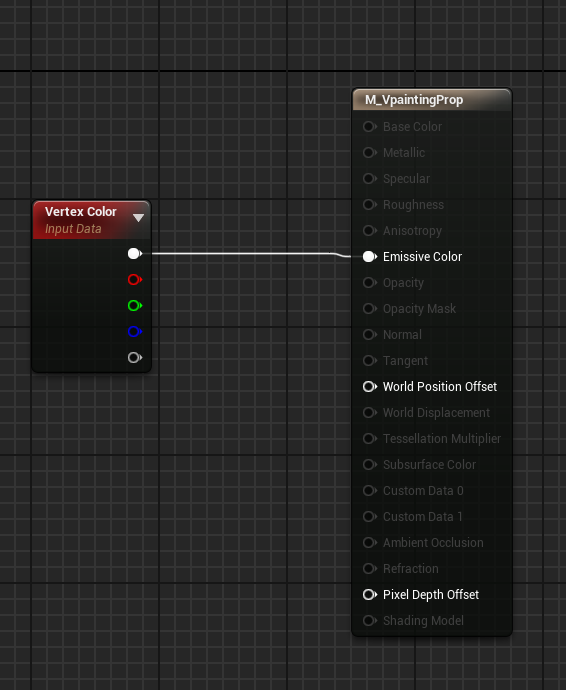 M_VpaintingProp
Base Color
Metallic
Specular
Roughness
Anisotropy
Vertex Color
Input Data
Emissive Color
Opacity
Opacity Mask
Normal
Tangent
World Position Offset
World Displacement
Tessellation Multiplier
Subsurface Color
Custom Data 0
Custom Data 1
Ambient Occlusion
Refraction
Pixel Depth Offset
Shading Model